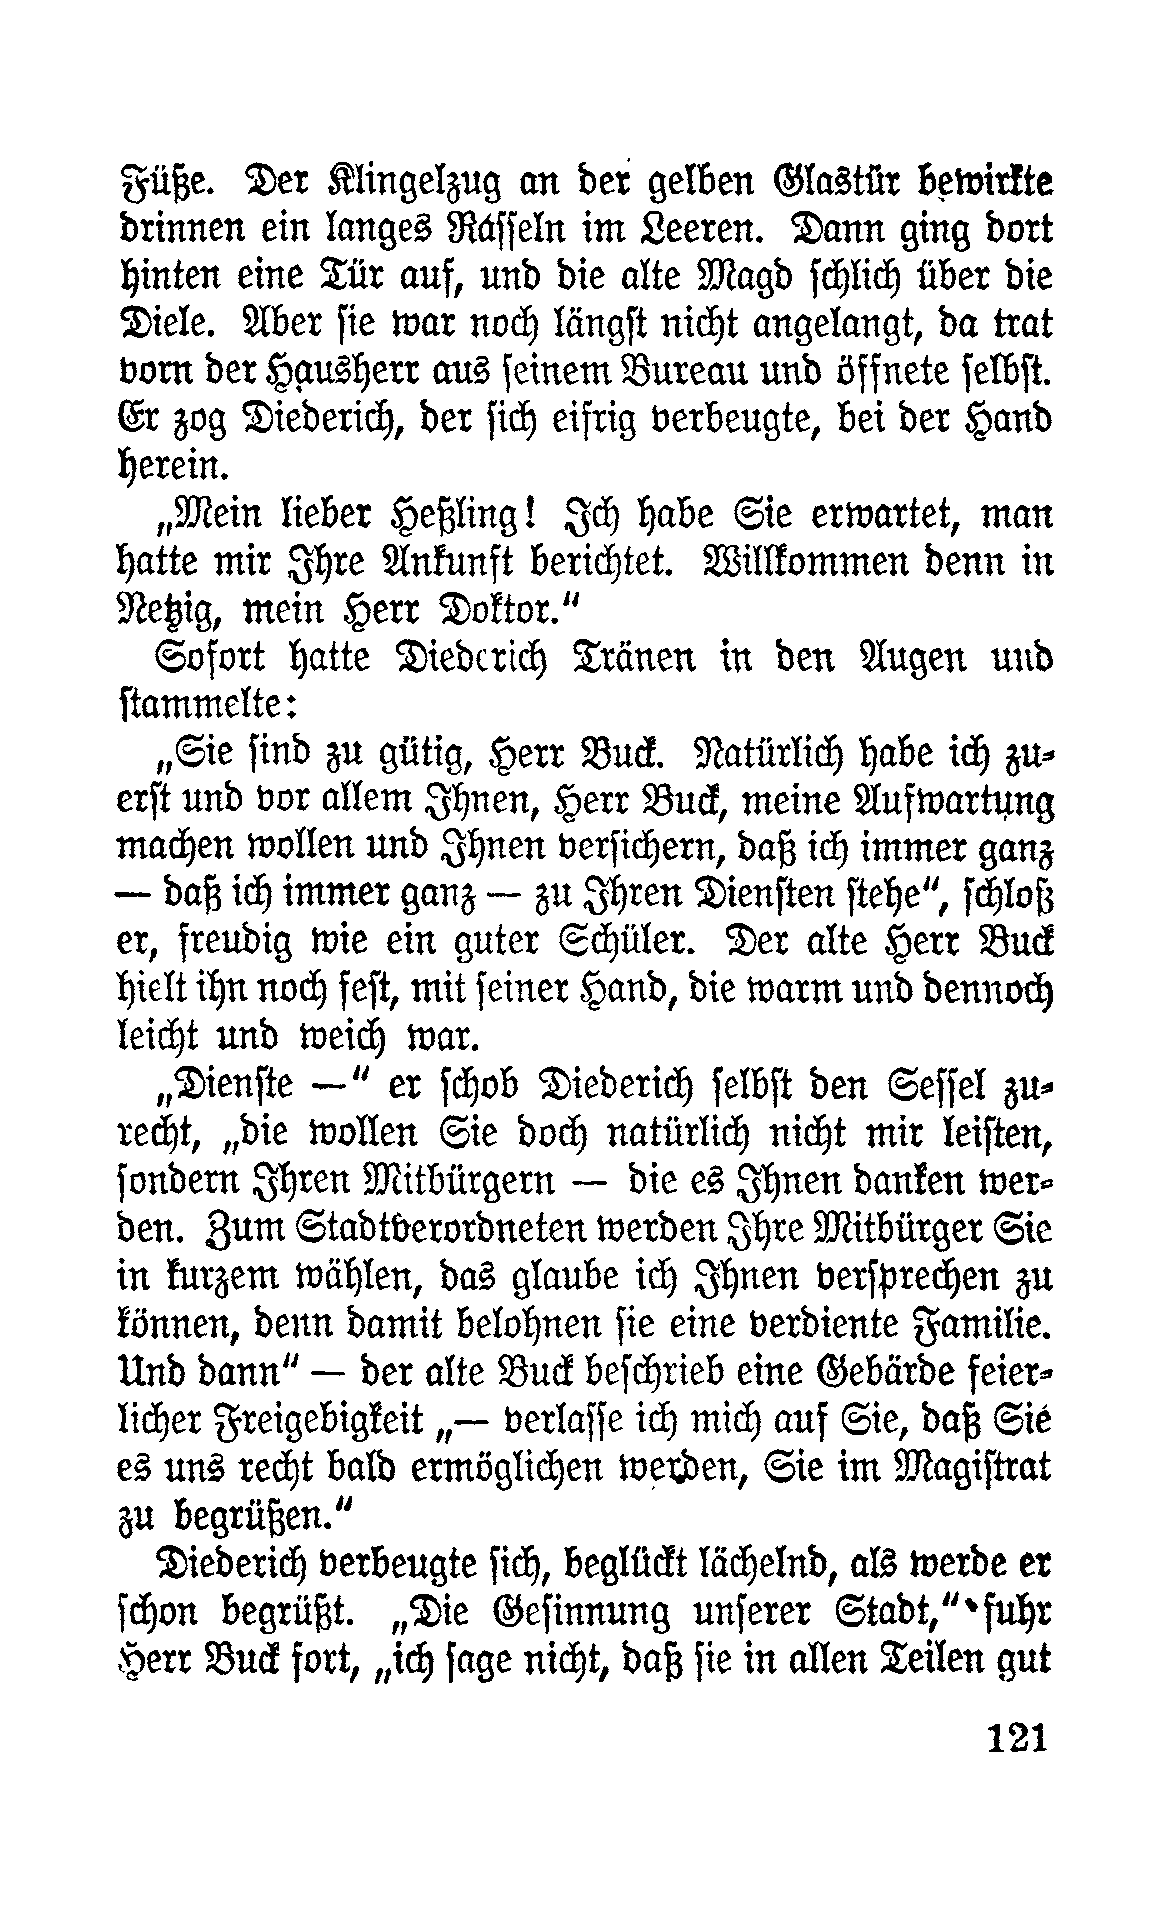 Füße. Der Klingelzug an der gelben Glastür bewirkte
drinnen ein langes Rasseln im Leeren. Dann ging dort
hinten eine Tür auf, und die alte Magd schlich über die
Diele. Aber sie war noch längst nicht angelangt, da trat
vorn der Hausherr aus seinem Bureau und öffnete selbst.
Er zog Diederich, der sich eifrig verbeugte, bei der Hand
herein.
„Mein lieber Heßling! Ich habe Sie erwartet, man
hatte mir Ihre Ankunft berichtet. Willkommen denn in
Netzig, mein Herr Doktor.“
Sofort hatte Diederich Tränen in den Augen und
stammelte:
„Sie sind zu gütig, Herr Buck. Natürlich habe ich zu-
erst und vor allem Ihnen, Herr Buck, meine Aufwartung
machen wollen und Ihnen versichern, daß ich immer ganz
— daß ich immer ganz — zu Ihren Diensten stehe“, schloß
er, freudig wie ein guter Schüler. Der alte Herr Buck
hielt ihn noch fest, mit seiner Hand, die warm und dennoch
leicht und weich war.
„Dienste —“ er schob Diederich selbst den Sessel zu-
recht, „die wollen Sie doch natürlich nicht mir leisten,
sondern Ihren Mitbürgern — die es Ihnen danken wer-
den. Zum Stadtverordneten werden Ihre Mitbürger Sie
in kurzem wählen, das glaube ich Ihnen versprechen zu
können, denn damit belohnen sie eine verdiente Familie.
Und dann“ — der alte Buck beschrieb eine Gebärde feier-
licher Freigebigkeit „— verlasse ich mich auf Sie, daß Sie
es uns recht bald ermöglichen werden, Sie im Magistrat
zu begrüßen.“
Diederich verbeugte sich, beglückt lächelnd, als werde er
schon begrüßt. „Die Gesinnung unserer Stadt,“ fuhr
Herr Buck fort, „ich sage nicht, daß sie in allen Teilen gut
121